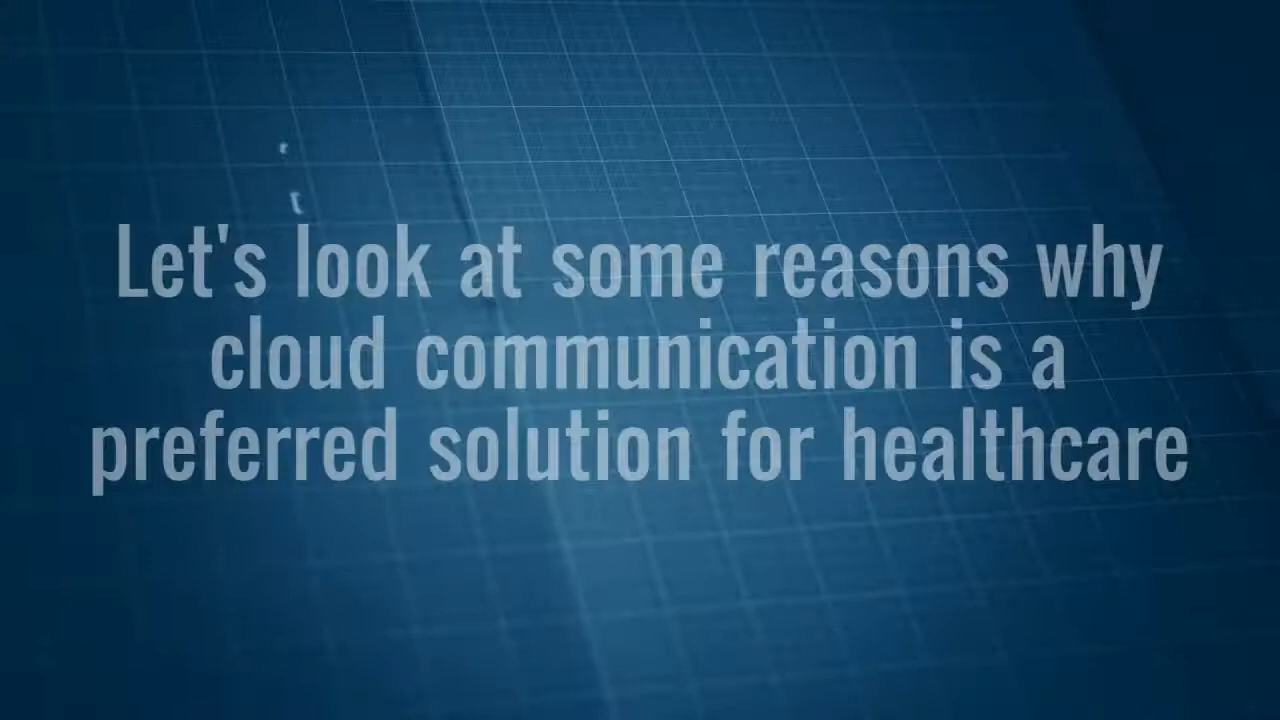 Let's look at some reasons why
cloud communication is a
preferred solution for healthcare